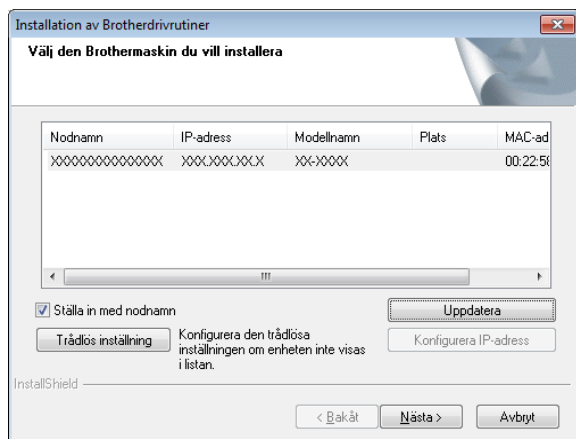 Installation av Brotherdrivrutiner
Välj den Brothermaskin du vill installera
Nodnamn IP-adress Modellnamn Plats MAC-ad
XXXXXXXXXXXXXX XXX.XXX.XX.X XX-XXXX 00:22:58
Ställa in med nodnamn Uppdatera
Trådlös inställning
Konfigurera den trådlösa
inställningen om enheten inte visas
i listan.
Konfigurera IP-adress
InstallShield
< Bakåt Nästa > Avbryt